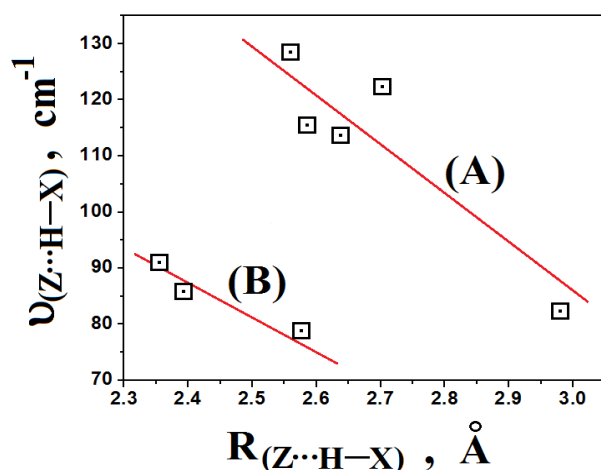 130
120
110
100
90
80
70
υ(Z···H—X) , cm-1
(A)
(B)
2.3 2.4 2.5 2.6 2.7 2.8 2.9 3.0
R(Z···H—X) , Å